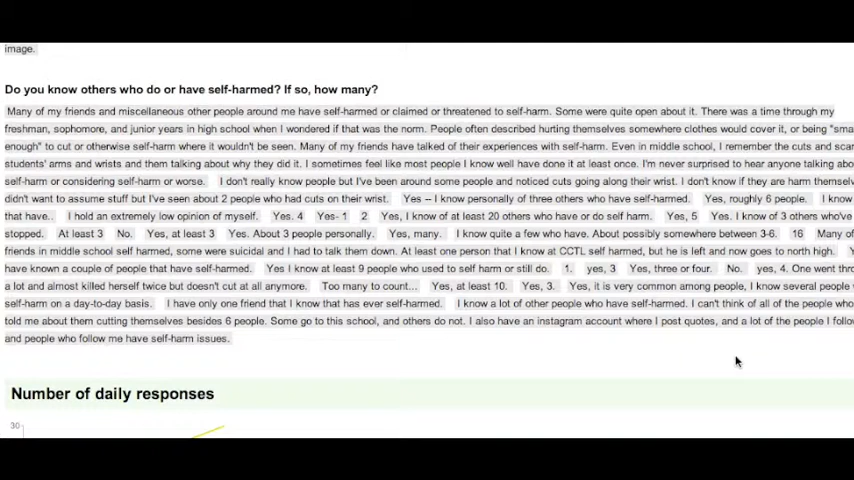 image.
Do you know others who do or have self-harmed? If so, how many?
Many of my friends and miscellaneous other people around me have self-harmed or claimed or threatened to self-harm. Some were quite open about it. There was a time through my
freshman, sophomore, and junior years in high school when I wondered if that was the norm. People often described hurting themselves somewhere clothes would cover it, or being "sma
enough" to cut or otherwise self-harm where it wouldn't be seen. Many of my friends have talked of their experiences with self-harm. Even in middle school, I remember the cuts and scar
students' arms and wrists and them talking about why they did it. I sometimes feel like most people I know well have done it at least once. I'm never surprised to hear anyone talking abo
self-harm or considering self-harm or worse. I don't really know people but I've been around some people and noticed cuts going along their wrist. I don't know if they are harm themselv
didn't want to assume stuff but I've seen about 2 people who had cuts on their wrist. Yes -- I know personally of three others who have self-harmed. Yes, roughly 6 people. I know
that have.. I hold an extremely low opinion of myself. Yes. 4 Yes- 1 2 Yes, I know of at least 20 others who have or do self harm. Yes, 5 Yes. I know of 3 others who've
stopped. At least 3 No. Yes, at least 3 Yes. About 3 people personally. Yes, many. I know quite a few who have. About possibly somewhere between 3-6. 16 Many of
friends in middle school self harmed, some were suicidal and I had to talk them down. At least one person that I know at CCTL self harmed, but he is left and now goes to north high. Y
have known a couple of people that have self-harmed. Yes I know at least 9 people who used to self harm or still do. 1. yes, 3 Yes, three or four. No. yes, 4. One went thro
a lot and almost killed herself twice but doesn't cut at all anymore. Too many to count... Yes, at least 10. Yes, 3. Yes, it is very common among people, I know several people v
self-harm on a day-to-day basis. I have only one friend that I know that has ever self-harmed. I know a lot of other people who have self-harmed. I can't think of all of the people who
told me about them cutting themselves besides 6 people. Some go to this school, and others do not. I also have an instagram account where I post quotes, and a lot of the people I follow
and people who follow me have self-harm issues.
Number of daily responses
30